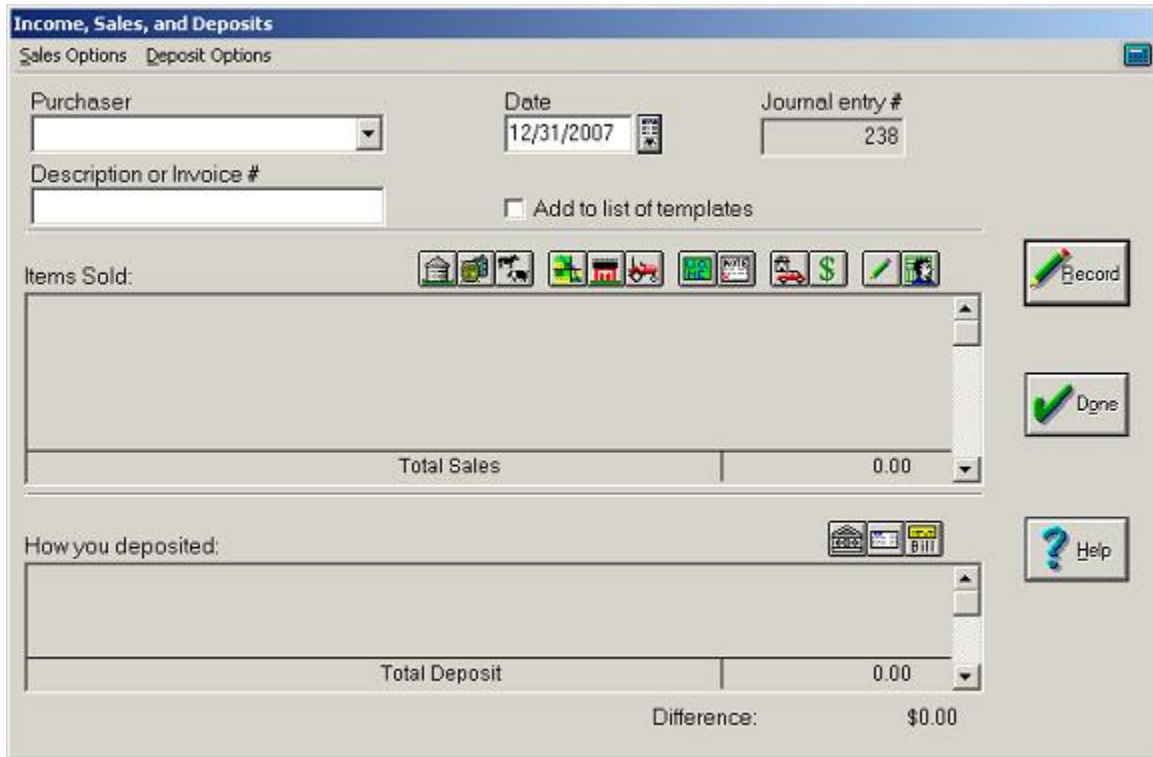 Income, Sales, and Deposits
Sales Options Deposit Options
Purchaser Date Journal entry #
12/31/2007 238
Description or Invoice #
Add to list of templates
Items Sold:
NOTE
$
Record
Total Sales 0.00
Done
How you deposited:
Bill
Help
Total Deposit 0.00
Difference: $0.00